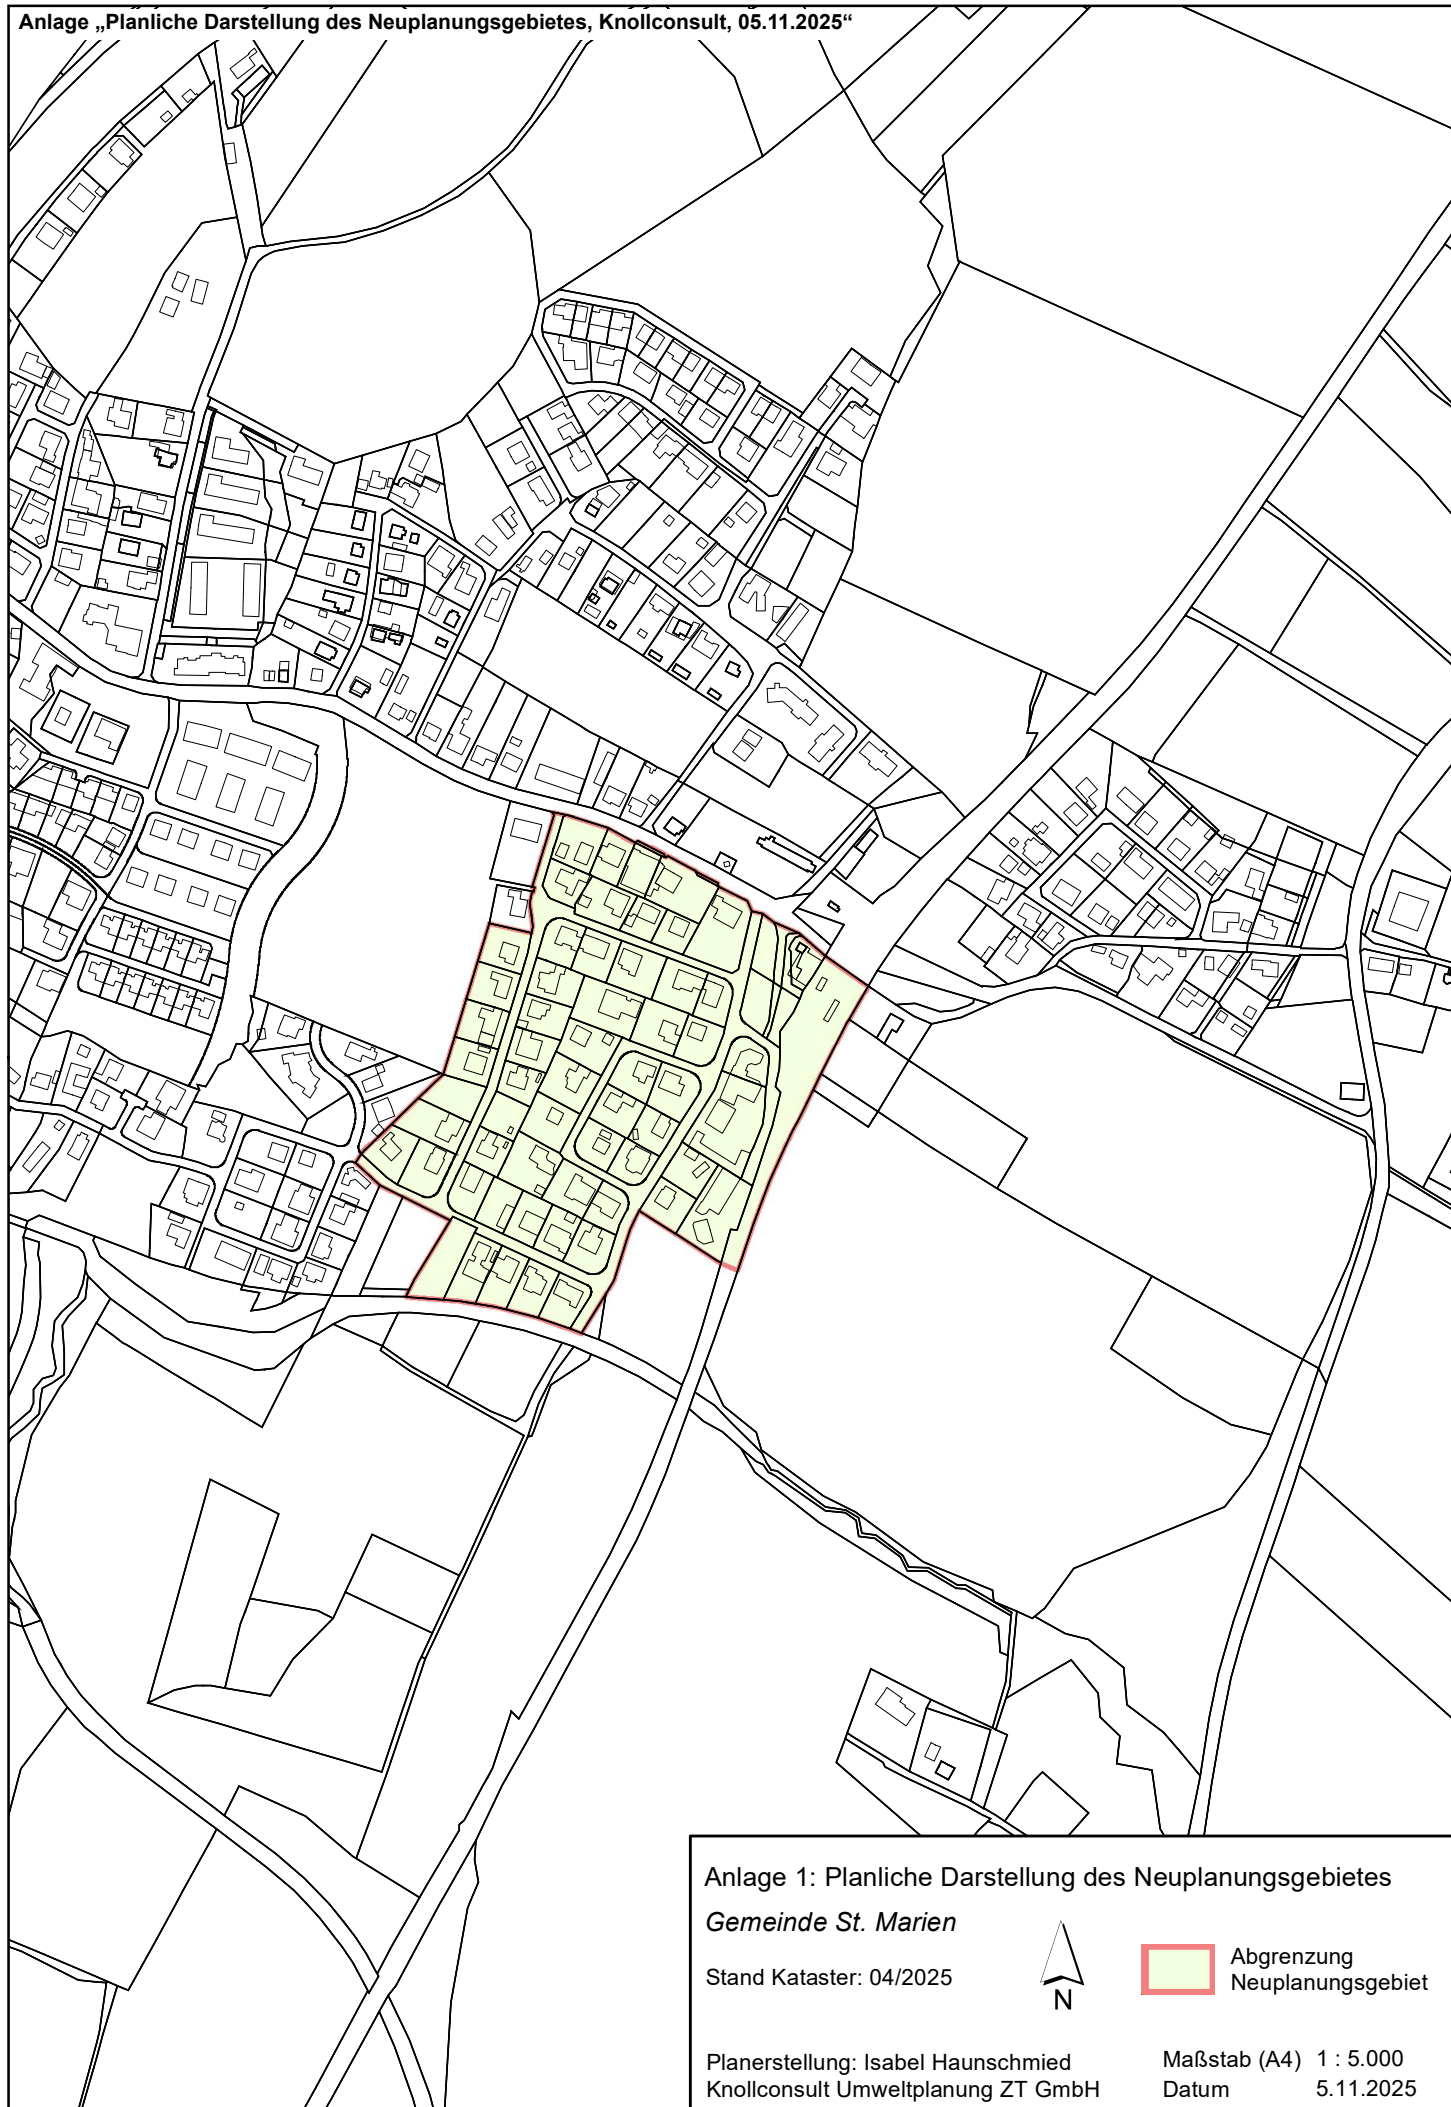 Anlage „Planliche Darstellung des Neuplanungsgebietes, Knollconsult, 05.11.2025“
Anlage 1: Planliche Darstellung des Neuplanungsgebietes
Gemeinde St. Marien
Stand Kataster: 04/2025
N
Abgrenzung
Neuplanungsgebiet
Planerstellung: Isabel Haunschmied
Knollconsult Umweltplanung ZT GmbH
Maßstab (A4) 1 : 5.000
Datum 5.11.2025